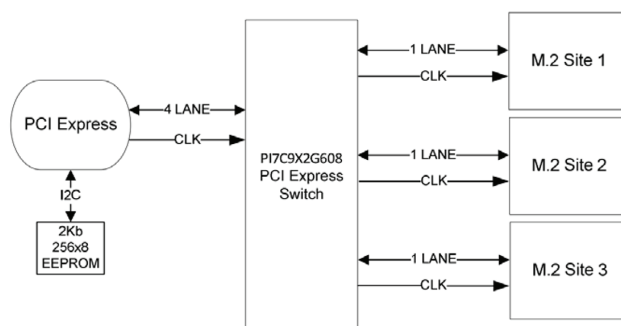 PCI Express
4 LANE
CLK
I2C
2Kb
256x8
EEPROM
PI7C9X2G608
PCI Express
Switch
1 LANE
CLK
M.2 Site 1
1 LANE
CLK
M.2 Site 2
1 LANE
CLK
M.2 Site 3